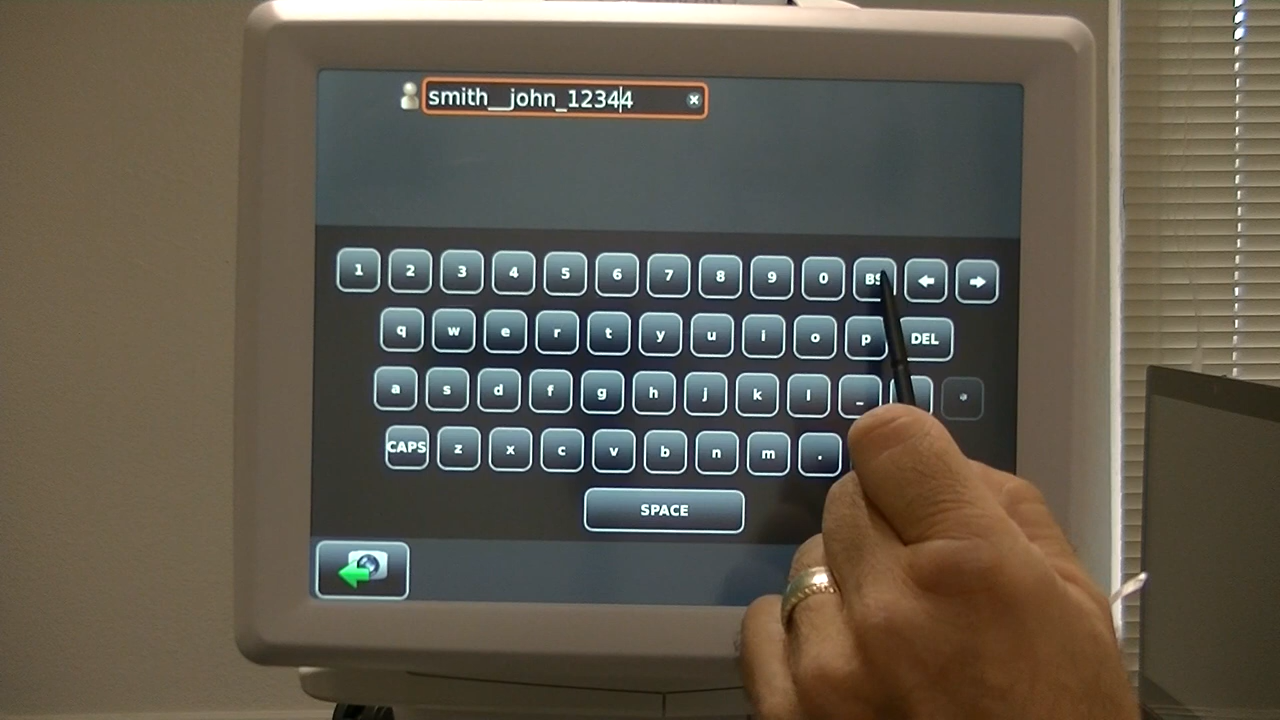 smith__john_12344
1 2 3 4 5 6 7 8 9 0 BS
q w e r t y u i o p DEL
a s d f g h j k l _
CAPS z x c v b n m .
SPACE